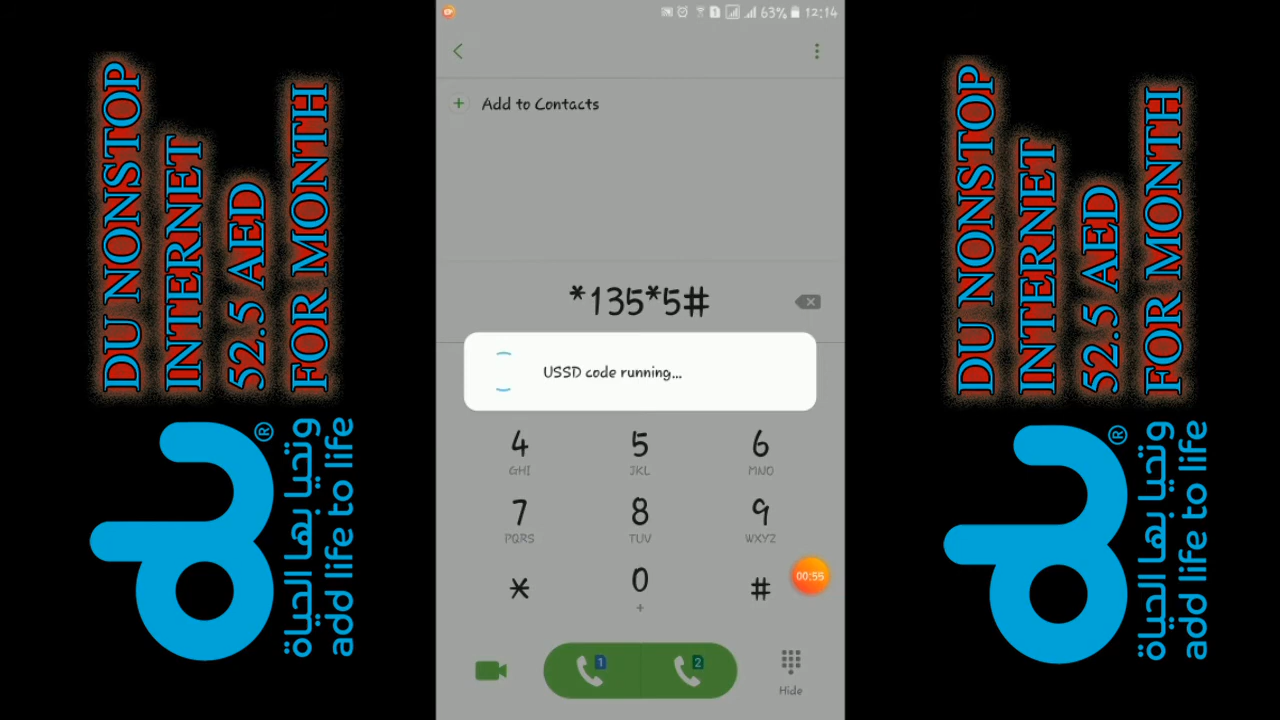 DU NONSTOP
INTERNET
52.5 AED
FOR MONTH
du®
وتحيا بها الحياة
add life to life
1 63% 12:14
Add to Contacts
*135*5#
USSD code running...
4 5 6
GHI JKL MNO
7 8 9
PQRS TUV WXYZ
* 0 #
+
00:55
1 2
Hide
DU NONSTOP
INTERNET
52.5 AED
FOR MONTH
du®
وتحيا بها الحياة
add life to life